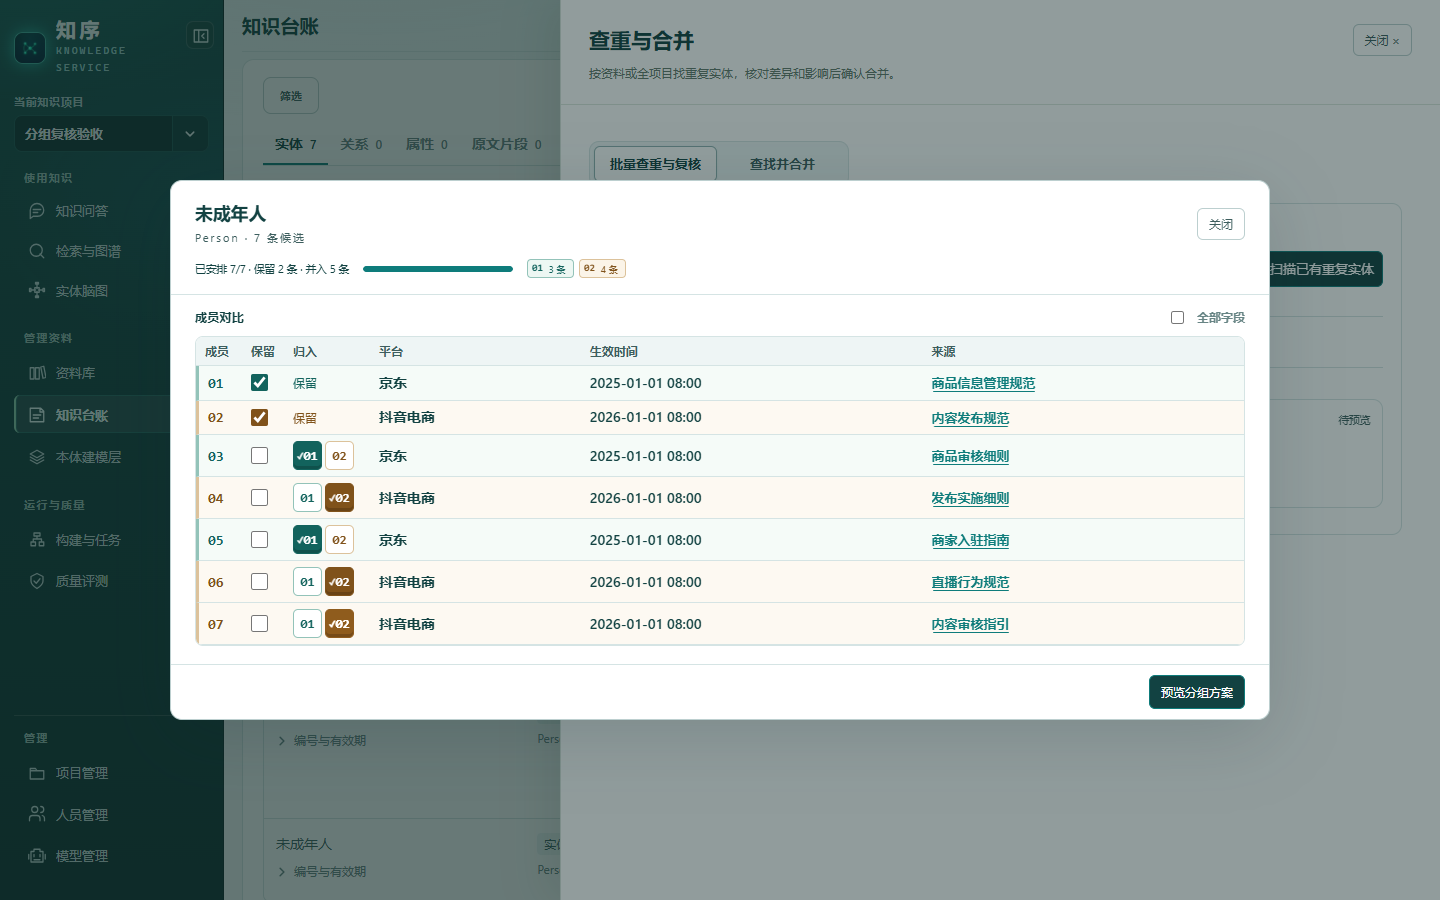 知序
KNOWLEDGE
SERVICE
当前知识项目
分组复核验收
使用知识
知识问答
检索与图谱
实体脑图
管理资料
资料库
知识台账
本体建模层
运行与质量
构建与任务
质量评测
管理
项目管理
人员管理
模型管理
知识台账
筛选
实体 7 关系 0 属性 0 原文片段 0
查重与合并
关闭 ×
按资料或全项目找重复实体，核对差异和影响后确认合并。
批量查重与复核 查找并合并
扫描已有重复实体
待预览
未成年人
关闭
Person · 7 条候选
已安排 7/7 · 保留 2 条 · 并入 5 条 01 3 条 02 4 条
成员对比 全部字段
成员 保留 归入 平台 生效时间 来源
01 保留 京东 2025-01-01 08:00 商品信息管理规范
02 保留 抖音电商 2026-01-01 08:00 内容发布规范
03 ✓01 02 京东 2025-01-01 08:00 商品审核细则
04 01 ✓02 抖音电商 2026-01-01 08:00 发布实施细则
05 ✓01 02 京东 2025-01-01 08:00 商家入驻指南
06 01 ✓02 抖音电商 2026-01-01 08:00 直播行为规范
07 01 ✓02 抖音电商 2026-01-01 08:00 内容审核指引
预览分组方案
编号与有效期 Pers
未成年人 实
编号与有效期 Pers